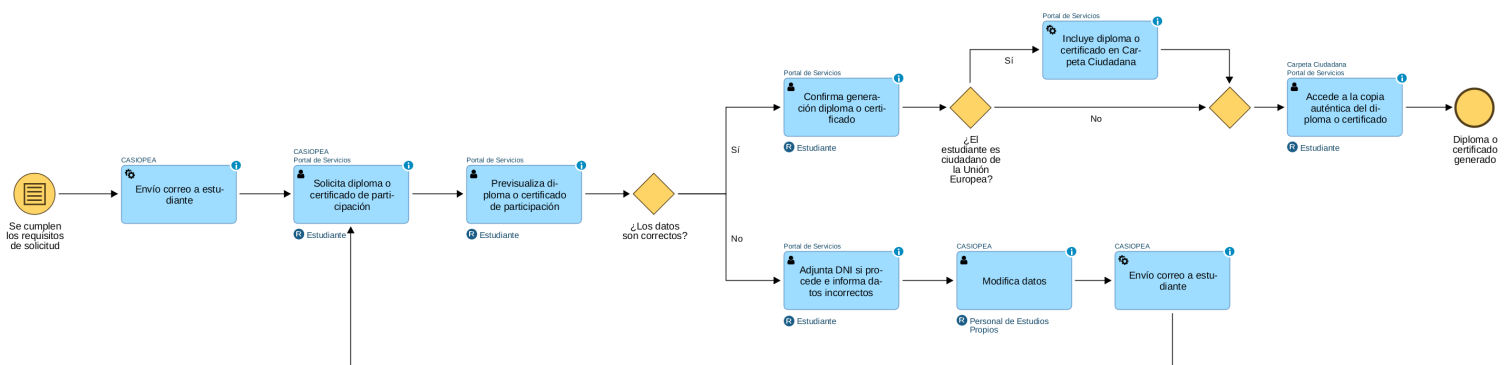 Se cumplen
los requisitos
de solicitud
CASIOPEA
Envío correo a estu-
diante
CASIOPEA
Portal de Servicios
Solicita diploma o
certificado de parti-
cipación
R Estudiante
Portal de Servicios
Previsualiza di-
ploma o certificado
de participación
R Estudiante
¿Los datos
son correctos?
Sí
Portal de Servicios
Confirma genera-
ción diploma o certi-
ficado
R Estudiante
¿El
estudiante es
ciudadano de
la Unión
Europea?
Sí
Portal de Servicios
Incluye diploma o
certificado en Car-
peta Ciudadana
No
Carpeta Ciudadana
Portal de Servicios
Accede a la copia
auténtica del di-
ploma o certificado
R Estudiante
Diploma o
certificado
generado
No
Portal de Servicios
Adjunta DNI si pro-
cede e informa da-
tos incorrectos
R Estudiante
CASIOPEA
Modifica datos
R Personal de Estudios
Propios
CASIOPEA
Envío correo a estu-
diante